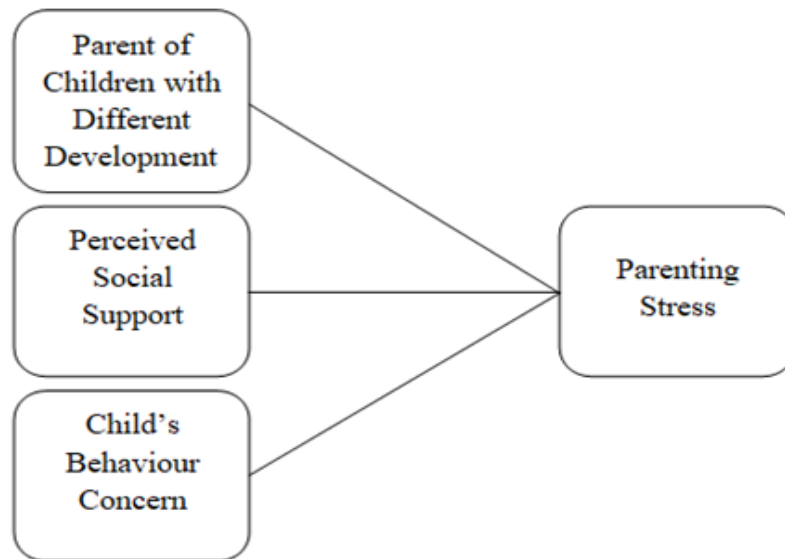 Parent of
Children with
Different
Development
Perceived
Social
Support
Child's
Behaviour
Concern
Parenting
Stress